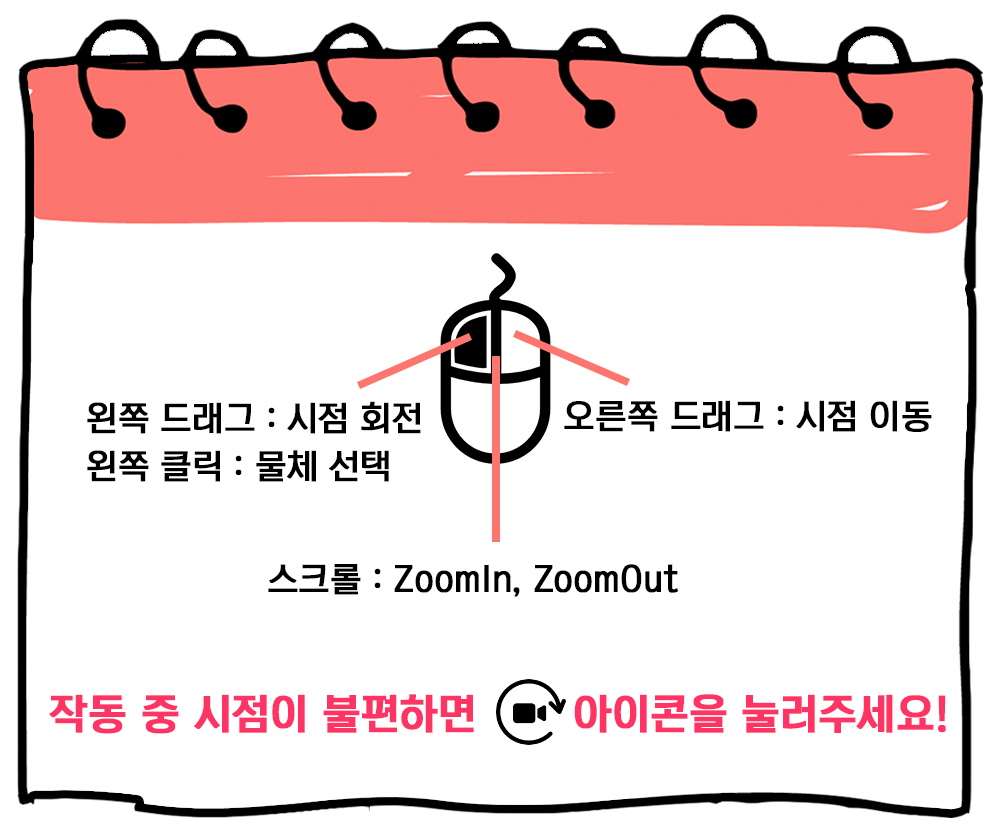 왼쪽 드래그 : 시점 회전
왼쪽 클릭 : 물체 선택
오른쪽 드래그 : 시점 이동
스크롤 : ZoomIn, ZoomOut
작동 중 시점이 불편하면 아이콘을 눌러주세요!